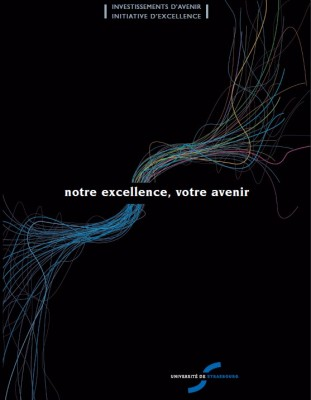 INVESTISSEMENTS D'AVENIR
INITIATIVE D'EXCELLENCE
notre excellence, votre avenir
UNIVERSITÉ DE STRASBOURG